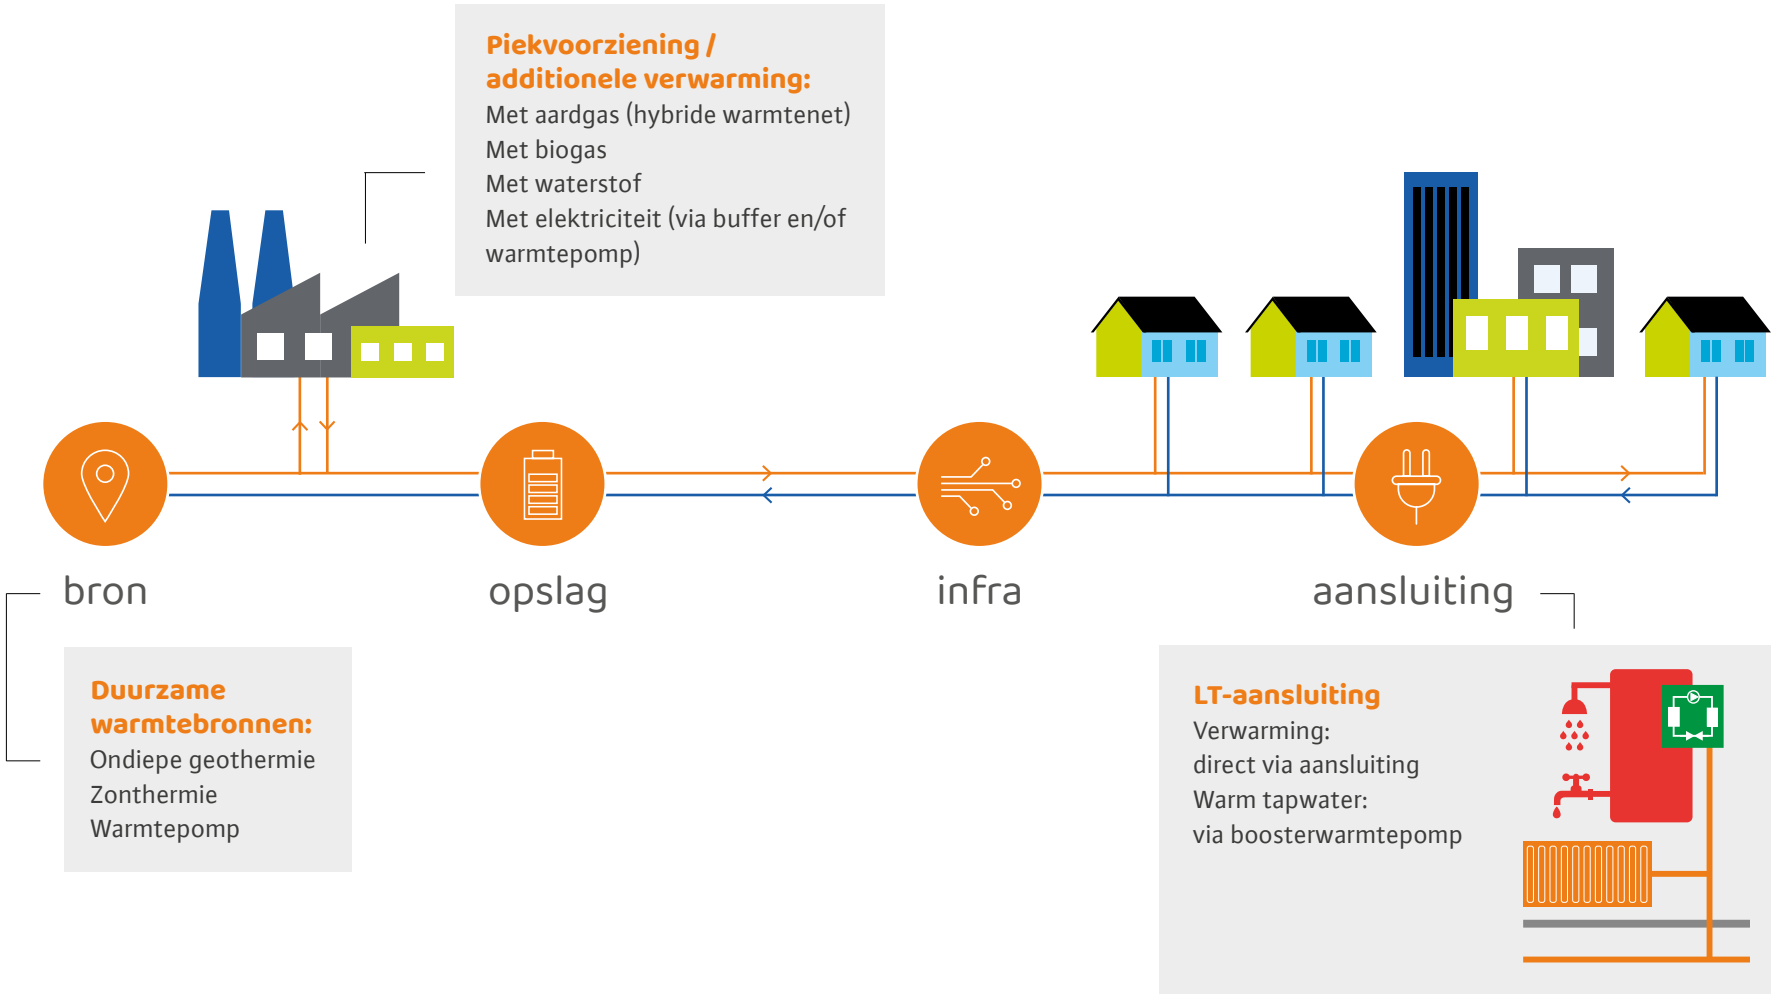 Piekvoorziening /
additionele verwarming:
Met aardgas (hybride warmtenet)
Met biogas
Met waterstof
Met elektriciteit (via buffer en/of
warmtepomp)
bron
opslag
infra
aansluiting
Duurzame
warmtebronnen:
Ondiepe geothermie
Zonthermie
Warmtepomp
LT-aansluiting
Verwarming:
direct via aansluiting
Warm tapwater:
via boosterwarmtepomp